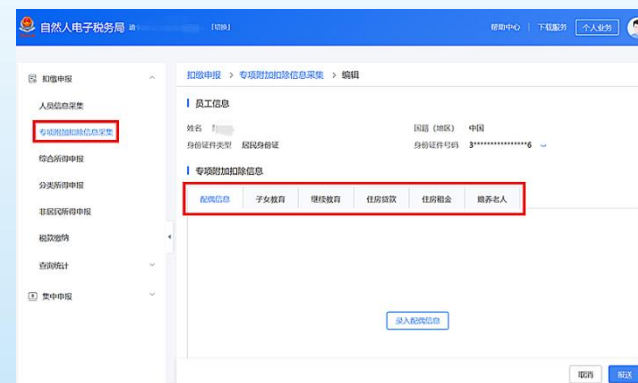 自然人电子税务局 [切换] 帮助中心 | 下载服务 个人业务
扣缴申报
人员信息采集
专项附加扣除信息采集
综合所得申报
分类所得申报
非居民所得申报
税款缴纳
查询统计
集中申报
扣缴申报 > 专项附加扣除信息采集 > 编辑
员工信息
姓名 国籍(地区) 中国
身份证件类型 居民身份证 身份证件号码 3****************6
专项附加扣除信息
配偶信息 子女教育 继续教育 住房贷款 住房租金 赡养老人
录入配偶信息
取消 报送